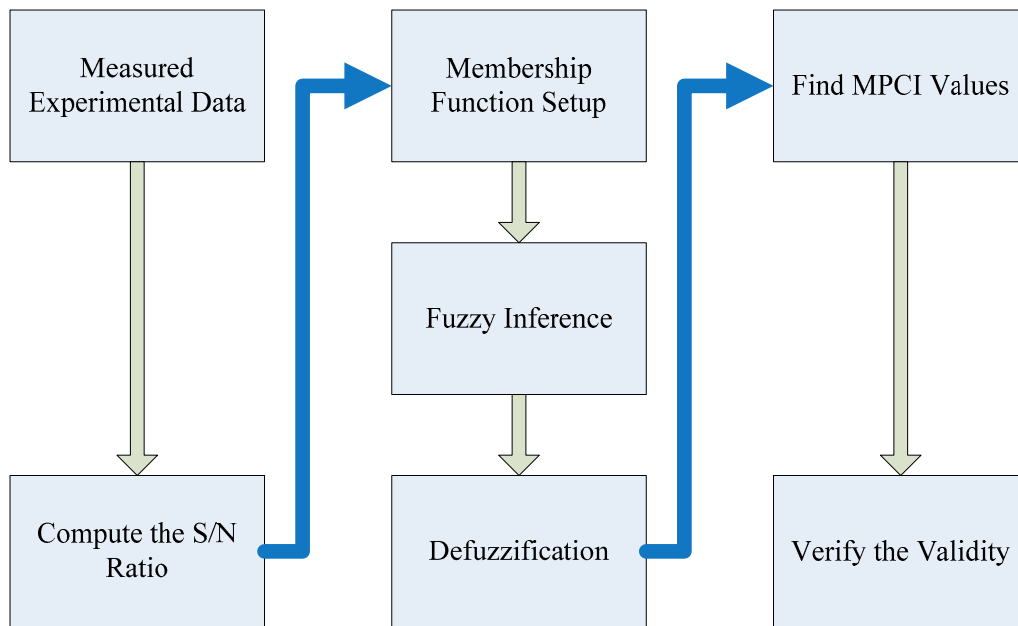 Measured
Experimental Data
Compute the S/N
Ratio
Membership
Function Setup
Fuzzy Inference
Defuzzification
Find MPCI Values
Verify the Validity